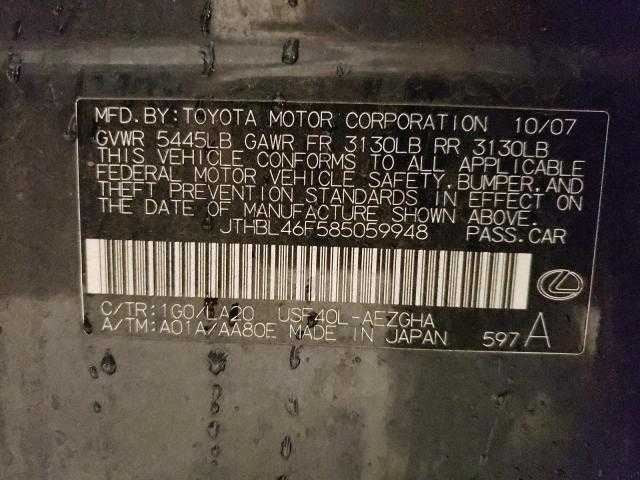 MFD.BY:TOYOTA MOTOR CORPORATION 10/07
GVWR 5445LB GAWR FR 3130LB RR 3130LB
THIS VEHICLE CONFORMS TO ALL APPLICABLE
FEDERAL MOTOR VEHICLE SAFETY,BUMPER,AND
THEFT PREVENTION STANDARDS IN EFFECT ON
THE DATE OF MANUFACTURE SHOWN ABOVE.
JTHBL46F585059948 PASS.CAR
C/TR:1G0/LA20 USF40L-AEZGHA
A/TM:A01A/AA80E MADE IN JAPAN 597A